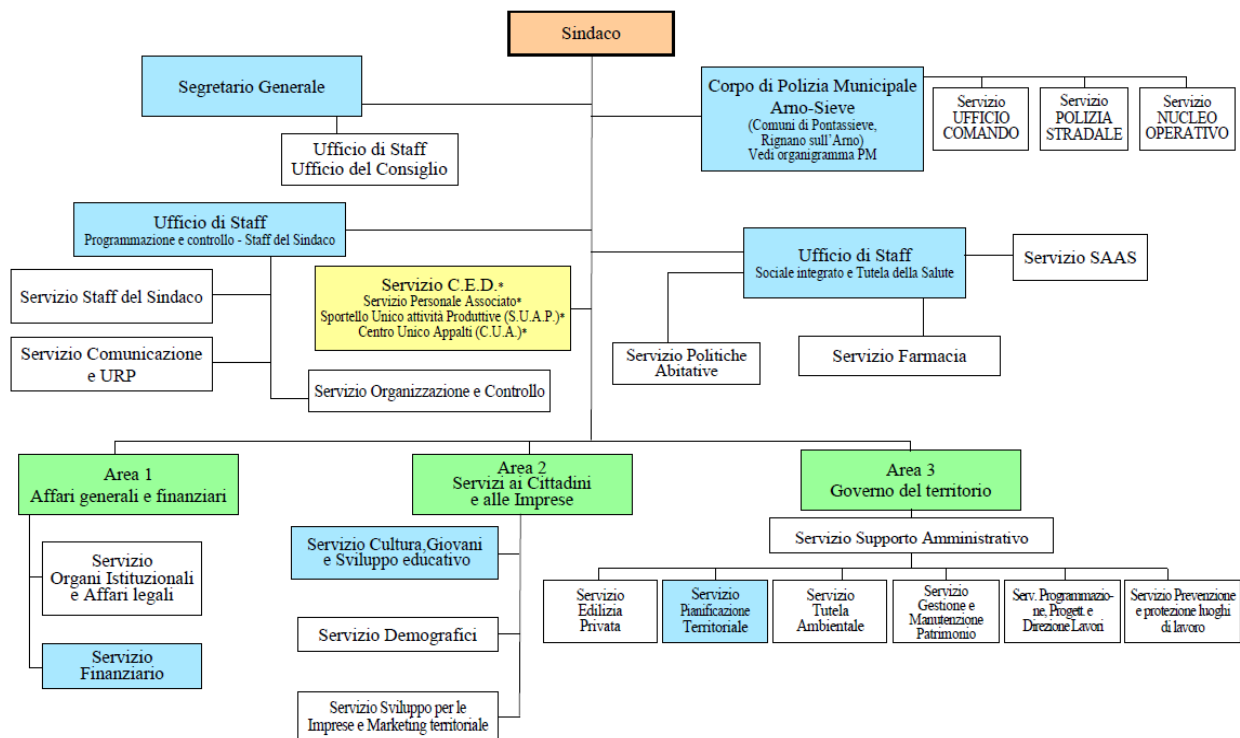 Sindaco
Segretario Generale
Ufficio di Staff
Ufficio del Consiglio
Corpo di Polizia Municipale
Arno-Sieve
(Comuni di Pontassieve,
Rignano sull'Arno)
Vedi organigramma PM
Servizio
UFFICIO
COMANDO
Servizio
POLIZIA
STRADALE
Servizio
NUCLEO
OPERATIVO
Ufficio di Staff
Programmazione e controllo - Staff del Sindaco
Servizio Staff del Sindaco
Servizio Comunicazione
e URP
Servizio Organizzazione e Controllo
Servizio C.E.D.*
Servizio Personale Associato*
Sportello Unico attività Produttive (S.U.A.P.)*
Centro Unico Appalti (C.U.A.)*
Ufficio di Staff
Sociale integrato e Tutela della Salute
Servizio SAAS
Servizio Politiche
Abitative
Servizio Farmacia
Area 1
Affari generali e finanziari
Servizio
Organi Istituzionali
e Affari legali
Servizio
Finanziario
Area 2
Servizi ai Cittadini
e alle Imprese
Servizio Cultura,Giovani
e Sviluppo educativo
Servizio Demografici
Servizio Sviluppo per le
Imprese e Marketing territoriale
Area 3
Governo del territorio
Servizio Supporto Amministrativo
Servizio
Edilizia
Privata
Servizio
Pianificazione
Territoriale
Servizio
Tutela
Ambientale
Servizio
Gestione e
Manutenzione
Patrimonio
Serv. Programmazio-
ne, Progett. e
Direzione Lavori
Servizio Prevenzione
e protezione luoghi
di lavoro